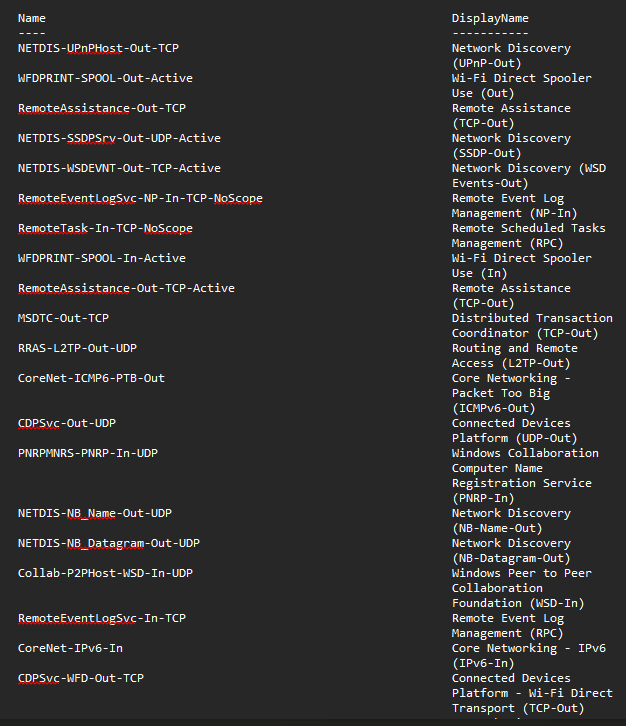 Name DisplayName
---- -----------
NETDIS-UPnPHost-Out-TCP Network Discovery
(UPnP-Out)
WFDPRINT-SPOOL-Out-Active Wi-Fi Direct Spooler
Use (Out)
RemoteAssistance-Out-TCP Remote Assistance
(TCP-Out)
NETDIS-SSDPSrv-Out-UDP-Active Network Discovery
(SSDP-Out)
NETDIS-WSDEVNT-Out-TCP-Active Network Discovery (WSD
Events-Out)
RemoteEventLogSvc-NP-In-TCP-NoScope Remote Event Log
Management (NP-In)
RemoteTask-In-TCP-NoScope Remote Scheduled Tasks
Management (RPC)
WFDPRINT-SPOOL-In-Active Wi-Fi Direct Spooler
Use (In)
RemoteAssistance-Out-TCP-Active Remote Assistance
(TCP-Out)
MSDTC-Out-TCP Distributed Transaction
Coordinator (TCP-Out)
RRAS-L2TP-Out-UDP Routing and Remote
Access (L2TP-Out)
CoreNet-ICMP6-PTB-Out Core Networking -
Packet Too Big
(ICMPv6-Out)
CDPSvc-Out-UDP Connected Devices
Platform (UDP-Out)
PNRPMNRS-PNRP-In-UDP Windows Collaboration
Computer Name
Registration Service
(PNRP-In)
NETDIS-NB_Name-Out-UDP Network Discovery
(NB-Name-Out)
NETDIS-NB_Datagram-Out-UDP Network Discovery
(NB-Datagram-Out)
Collab-P2PHost-WSD-In-UDP Windows Peer to Peer
Collaboration
Foundation (WSD-In)
RemoteEventLogSvc-In-TCP Remote Event Log
Management (RPC)
CoreNet-IPv6-In Core Networking - IPv6
(IPv6-In)
CDPSvc-WFD-Out-TCP Connected Devices
Platform - Wi-Fi Direct
Transport (TCP-Out)